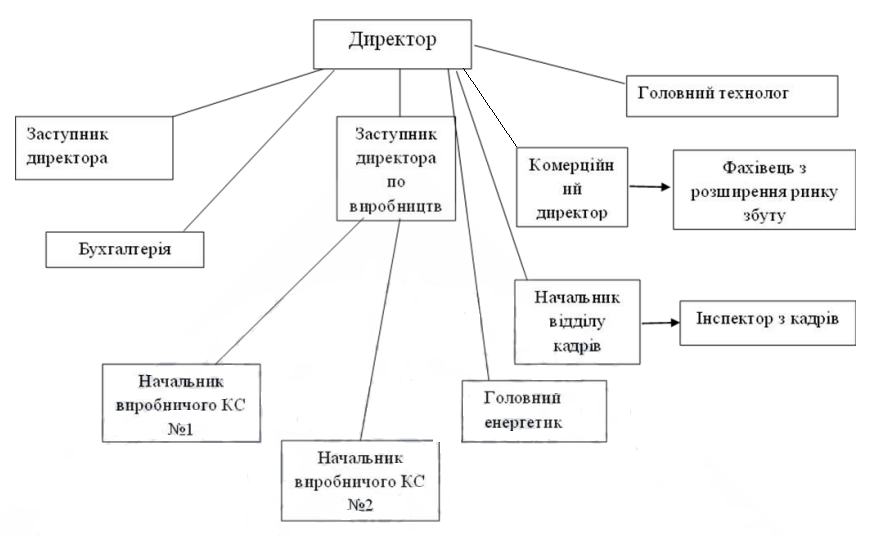 Директор
Головний технолог
Заступник
директора
Заступник
директора
по
виробництв
Комерційн
ий
директор
Фахівець з
розширення ринку
збуту
Бухгалтерія
Начальник
відділу
кадрів
Інспектор з кадрів
Начальник
виробничого КС
№1
Головний
енергетик
Начальник
виробничого КС
№2